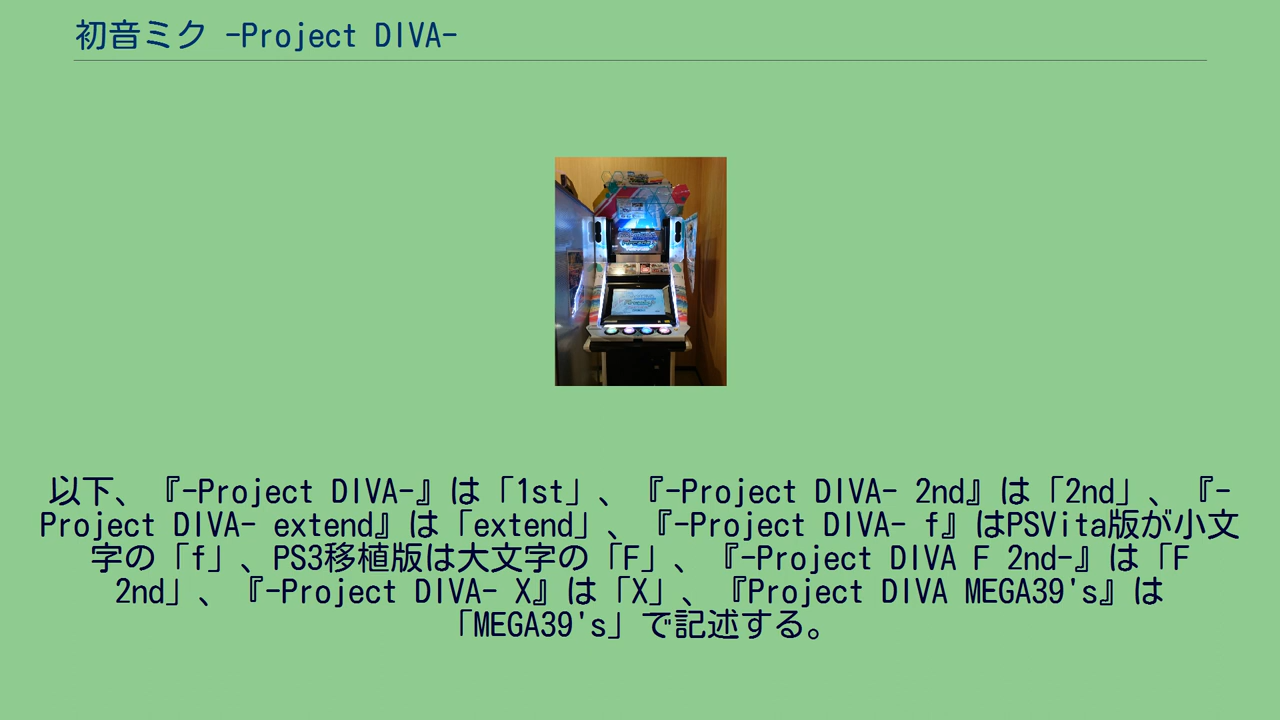 初音ミク -Project DIVA-
以下、『-Project DIVA-』は「1st」、『-Project DIVA- 2nd』は「2nd」、『-
Project DIVA- extend』は「extend」、『-Project DIVA- f』はPSVita版が小文
字の「f」、PS3移植版は大文字の「F」、『-Project DIVA F 2nd-』は「F
2nd」、『-Project DIVA- X』は「X」、『Project DIVA MEGA39's』は
「MEGA39's」で記述する。